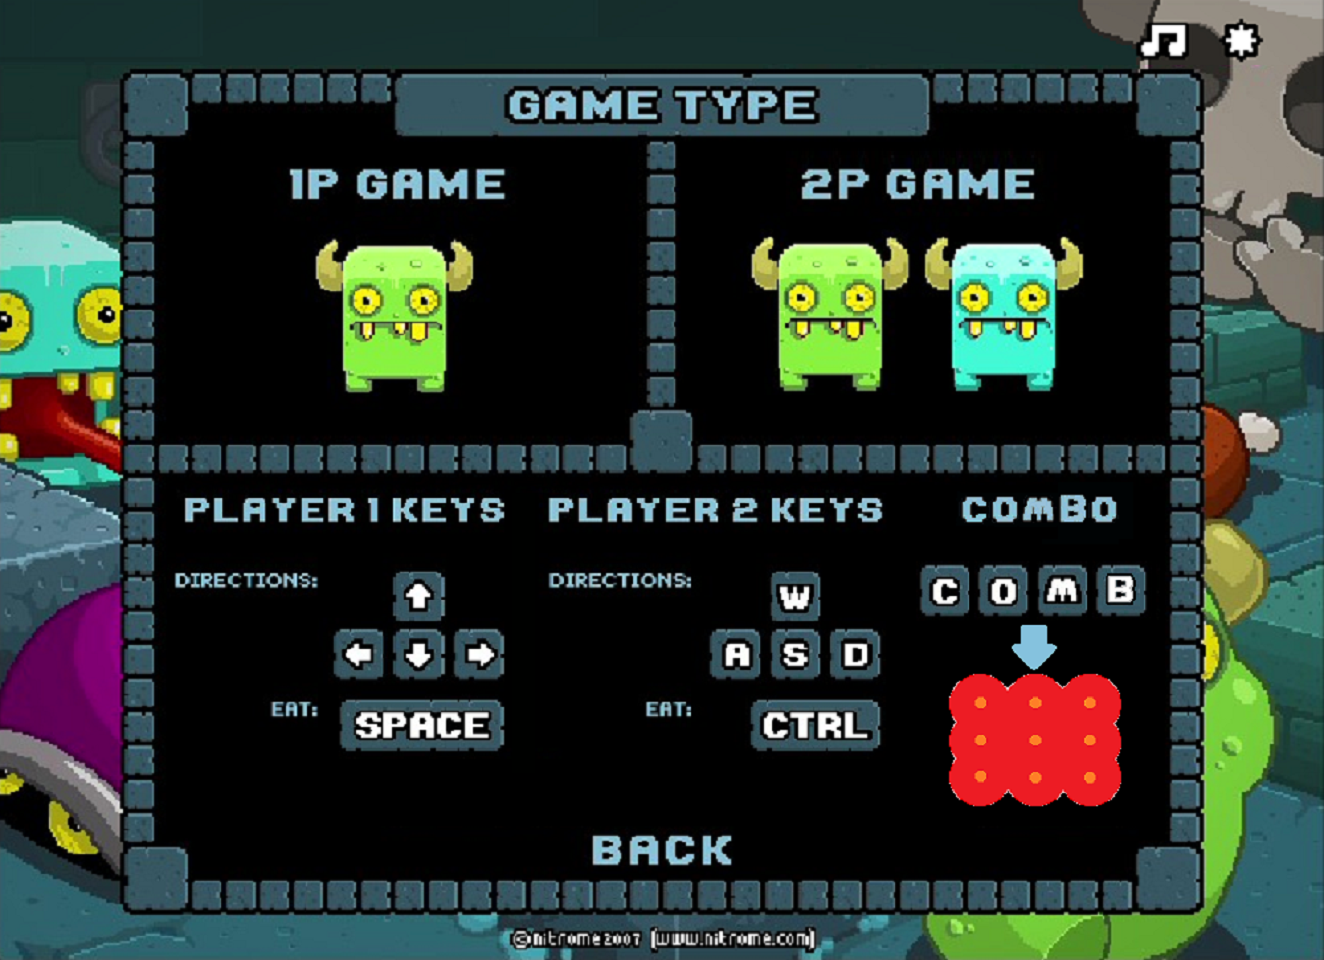 GAME TYPE
1P GAME
2P GAME
PLAYER 1 KEYS
PLAYER 2 KEYS
COMBO
DIRECTIONS:
DIRECTIONS:
W
A S D
C O M B
EAT:
SPACE
EAT:
CTRL
BACK
©nitrome2007 [www.nitrome.com]